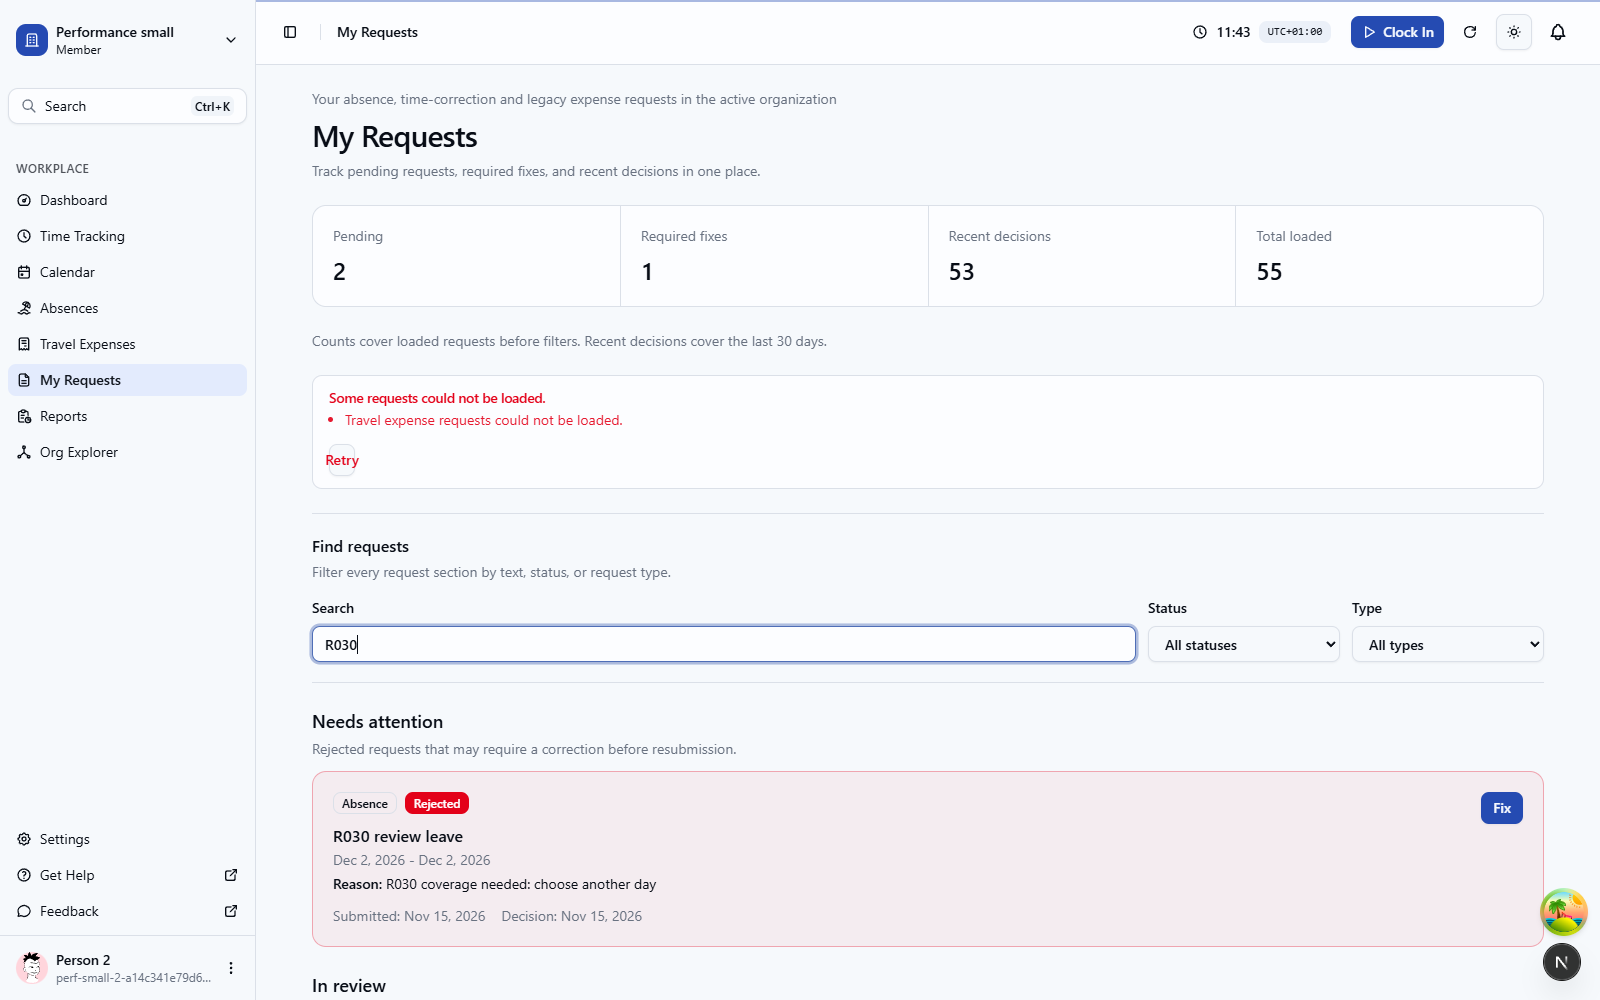 Performance small
Member
Search
Ctrl+K
WORKPLACE
Dashboard
Time Tracking
Calendar
Absences
Travel Expenses
My Requests
Reports
Org Explorer
Settings
Get Help
Feedback
Person 2
perf-small-2-a14c341e79d6...
My Requests
11:43
UTC+01:00
Clock In
Your absence, time-correction and legacy expense requests in the active organization
My Requests
Track pending requests, required fixes, and recent decisions in one place.
Pending
2
Required fixes
1
Recent decisions
53
Total loaded
55
Counts cover loaded requests before filters. Recent decisions cover the last 30 days.
Some requests could not be loaded.
• Travel expense requests could not be loaded.
Retry
Find requests
Filter every request section by text, status, or request type.
Search
R030
Status
All statuses
Type
All types
Needs attention
Rejected requests that may require a correction before resubmission.
Absence
Rejected
Fix
R030 review leave
Dec 2, 2026 - Dec 2, 2026
Reason: R030 coverage needed: choose another day
Submitted: Nov 15, 2026 Decision: Nov 15, 2026
In review
N